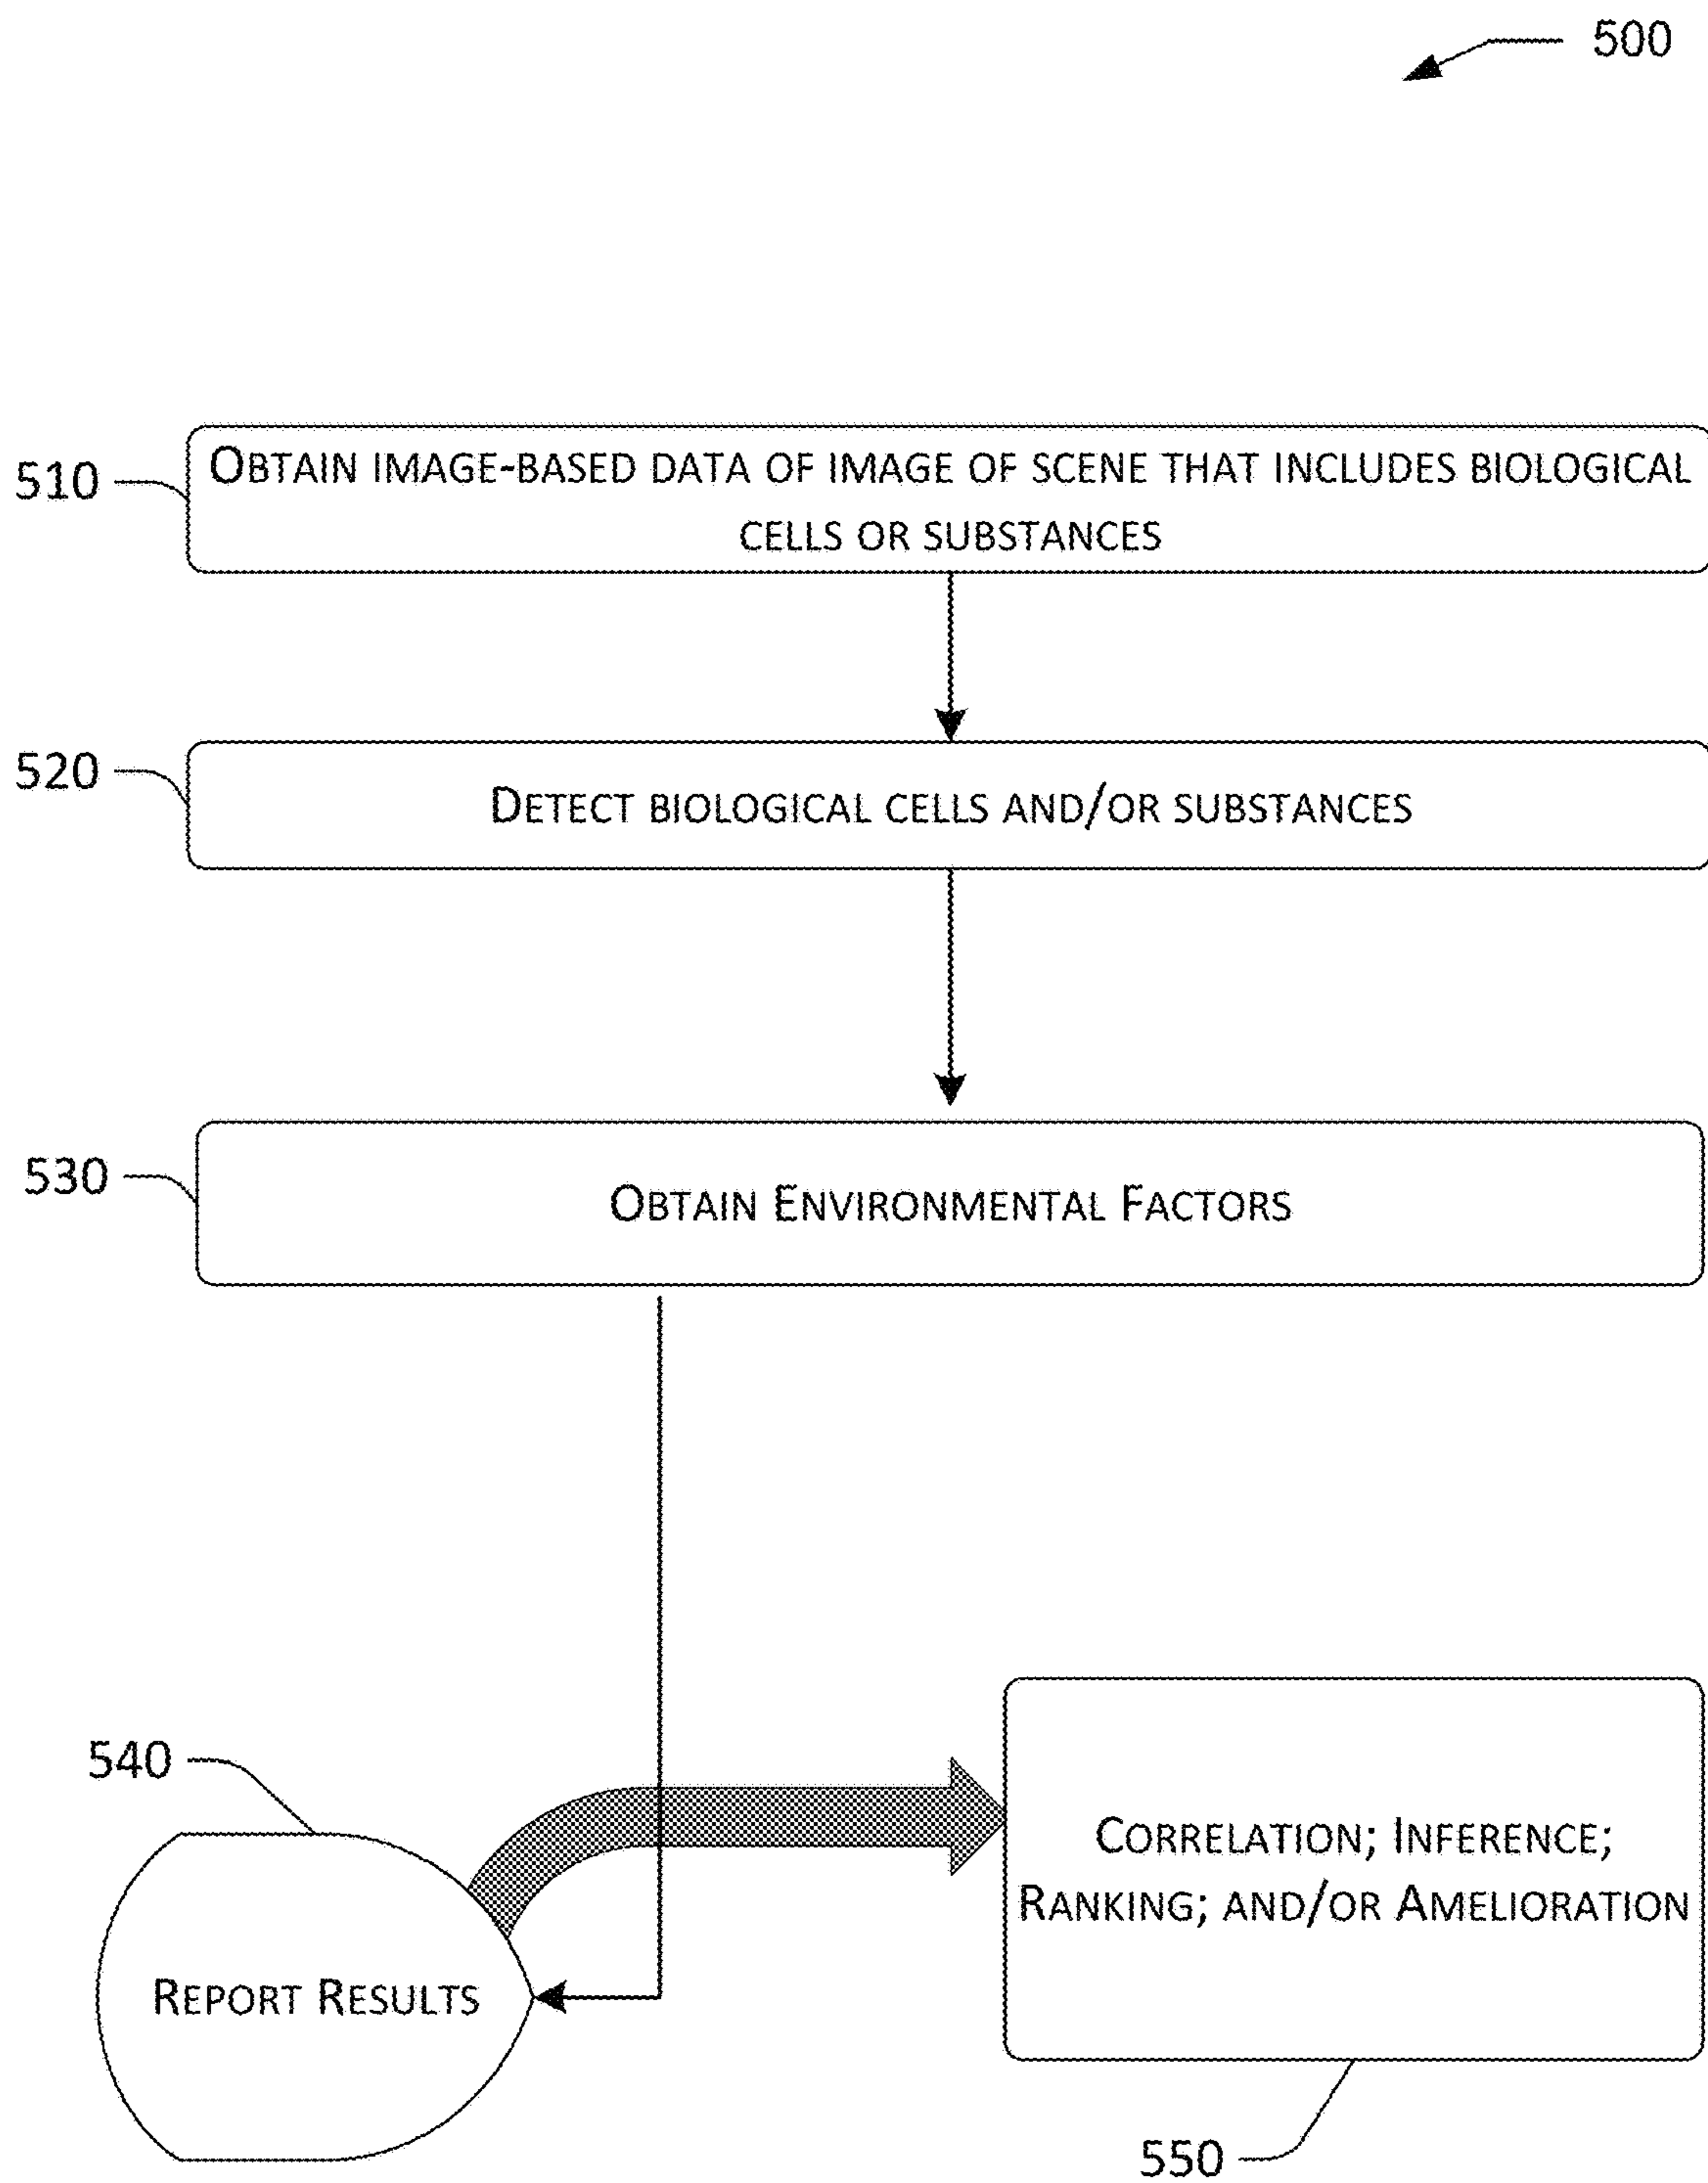 500
510
OBTAIN IMAGE-BASED DATA OF IMAGE OF SCENE THAT INCLUDES BIOLOGICAL
CELLS OR SUBSTANCES
520
DETECT BIOLOGICAL CELLS AND/OR SUBSTANCES
530
OBTAIN ENVIRONMENTAL FACTORS
540
REPORT RESULTS
CORRELATION; INFERENCE;
RANKING; AND/OR AMELIORATION
550